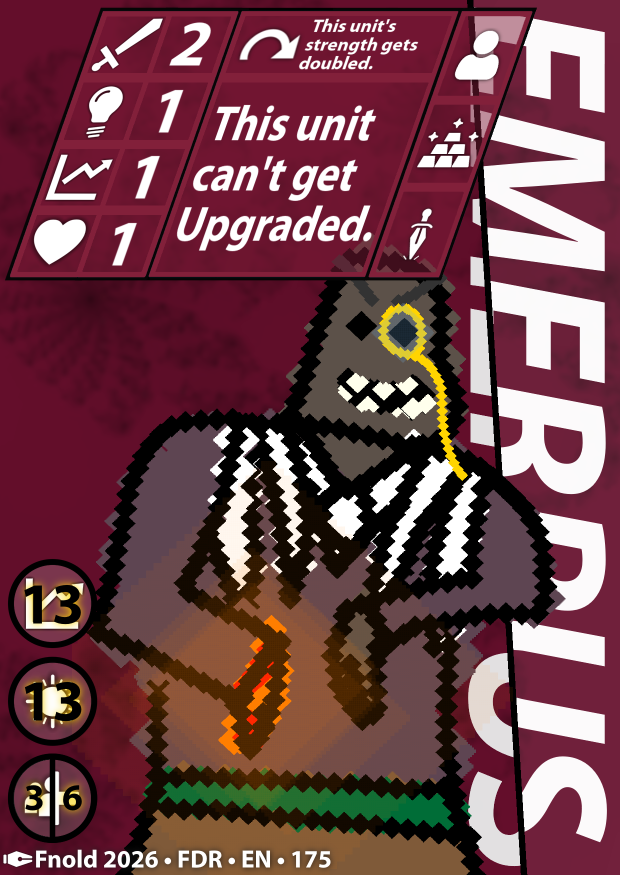 2
1
1
1
This unit's
strength gets
doubled.
This unit
can't get
Upgraded.
EMERDIUS
13
13
3 6
Fnold 2026 • FDR • EN • 175